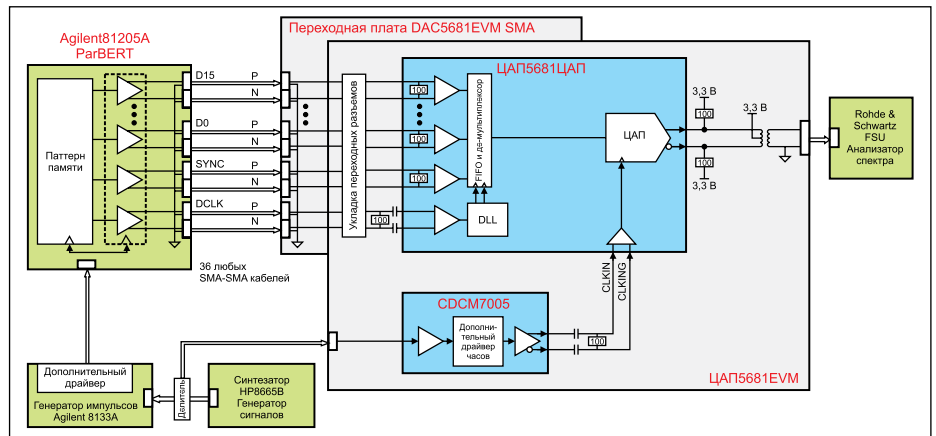 Agilent81205A
ParBERT
Паттерн
памяти
D15
P
N
D0
P
N
SYNC
P
N
DCLK
P
N
36 любых
SMA-SMA кабелей
Переходная плата DAC5681EVM SMA
Укладка переходных разъемов
100
100
100
100
ЦАП5681ЦАП
FIFO и де-мультиплексор
DLL
ЦАП
3,3 В
100
100
3,3 В
3,3 В
Rohde &
Schwartz
FSU
Анализатор
спектра
CLKIN
CLKING
CDCM7005
Дополни-
тельный
драйвер
часов
100
ЦАП5681EVM
Дополнительный
драйвер
Генератор импульсов
Agilent 8133A
Делитель
Синтезатор
HP8665B
Генератор
сигналов